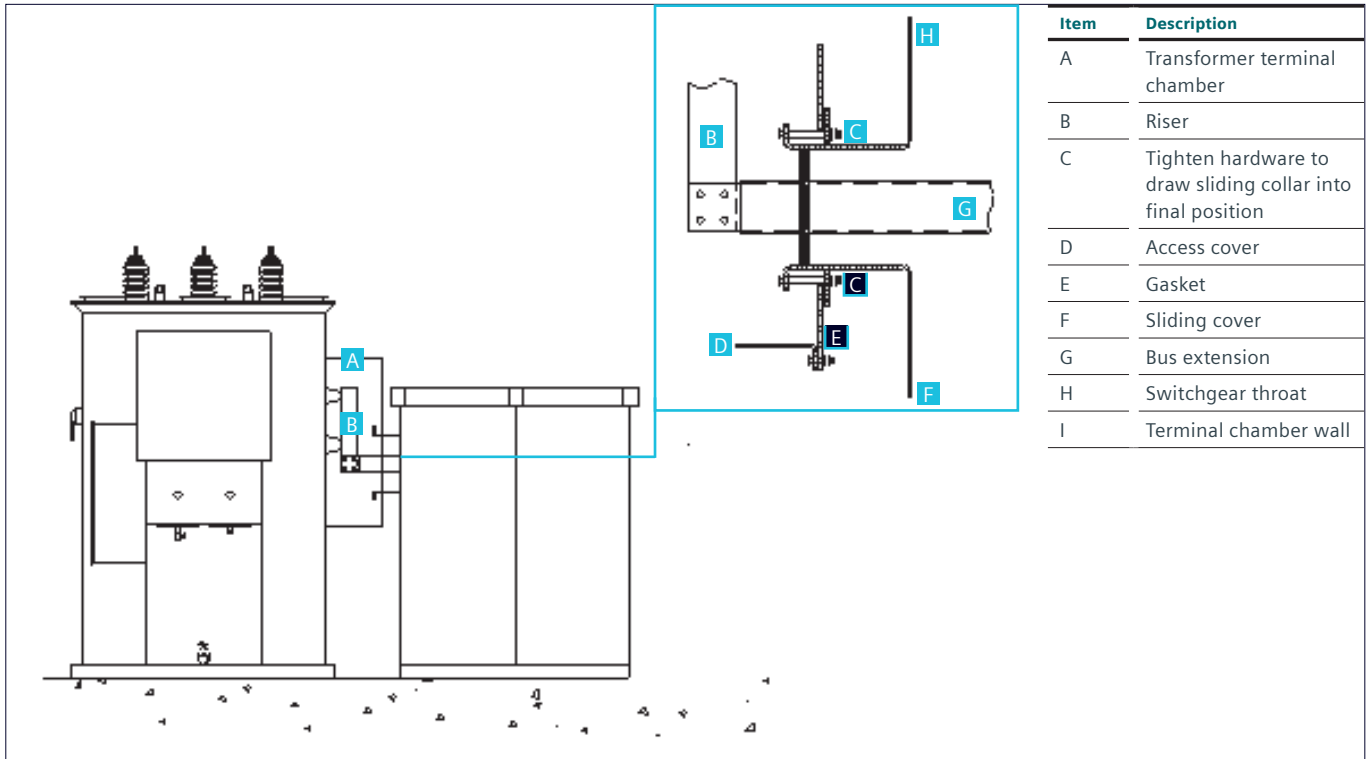 H
B
C
G
C
D
E
F
A
B
Item Description
A Transformer terminal
chamber
B Riser
C Tighten hardware to
draw sliding collar into
final position
D Access cover
E Gasket
F Sliding cover
G Bus extension
H Switchgear throat
I Terminal chamber wall